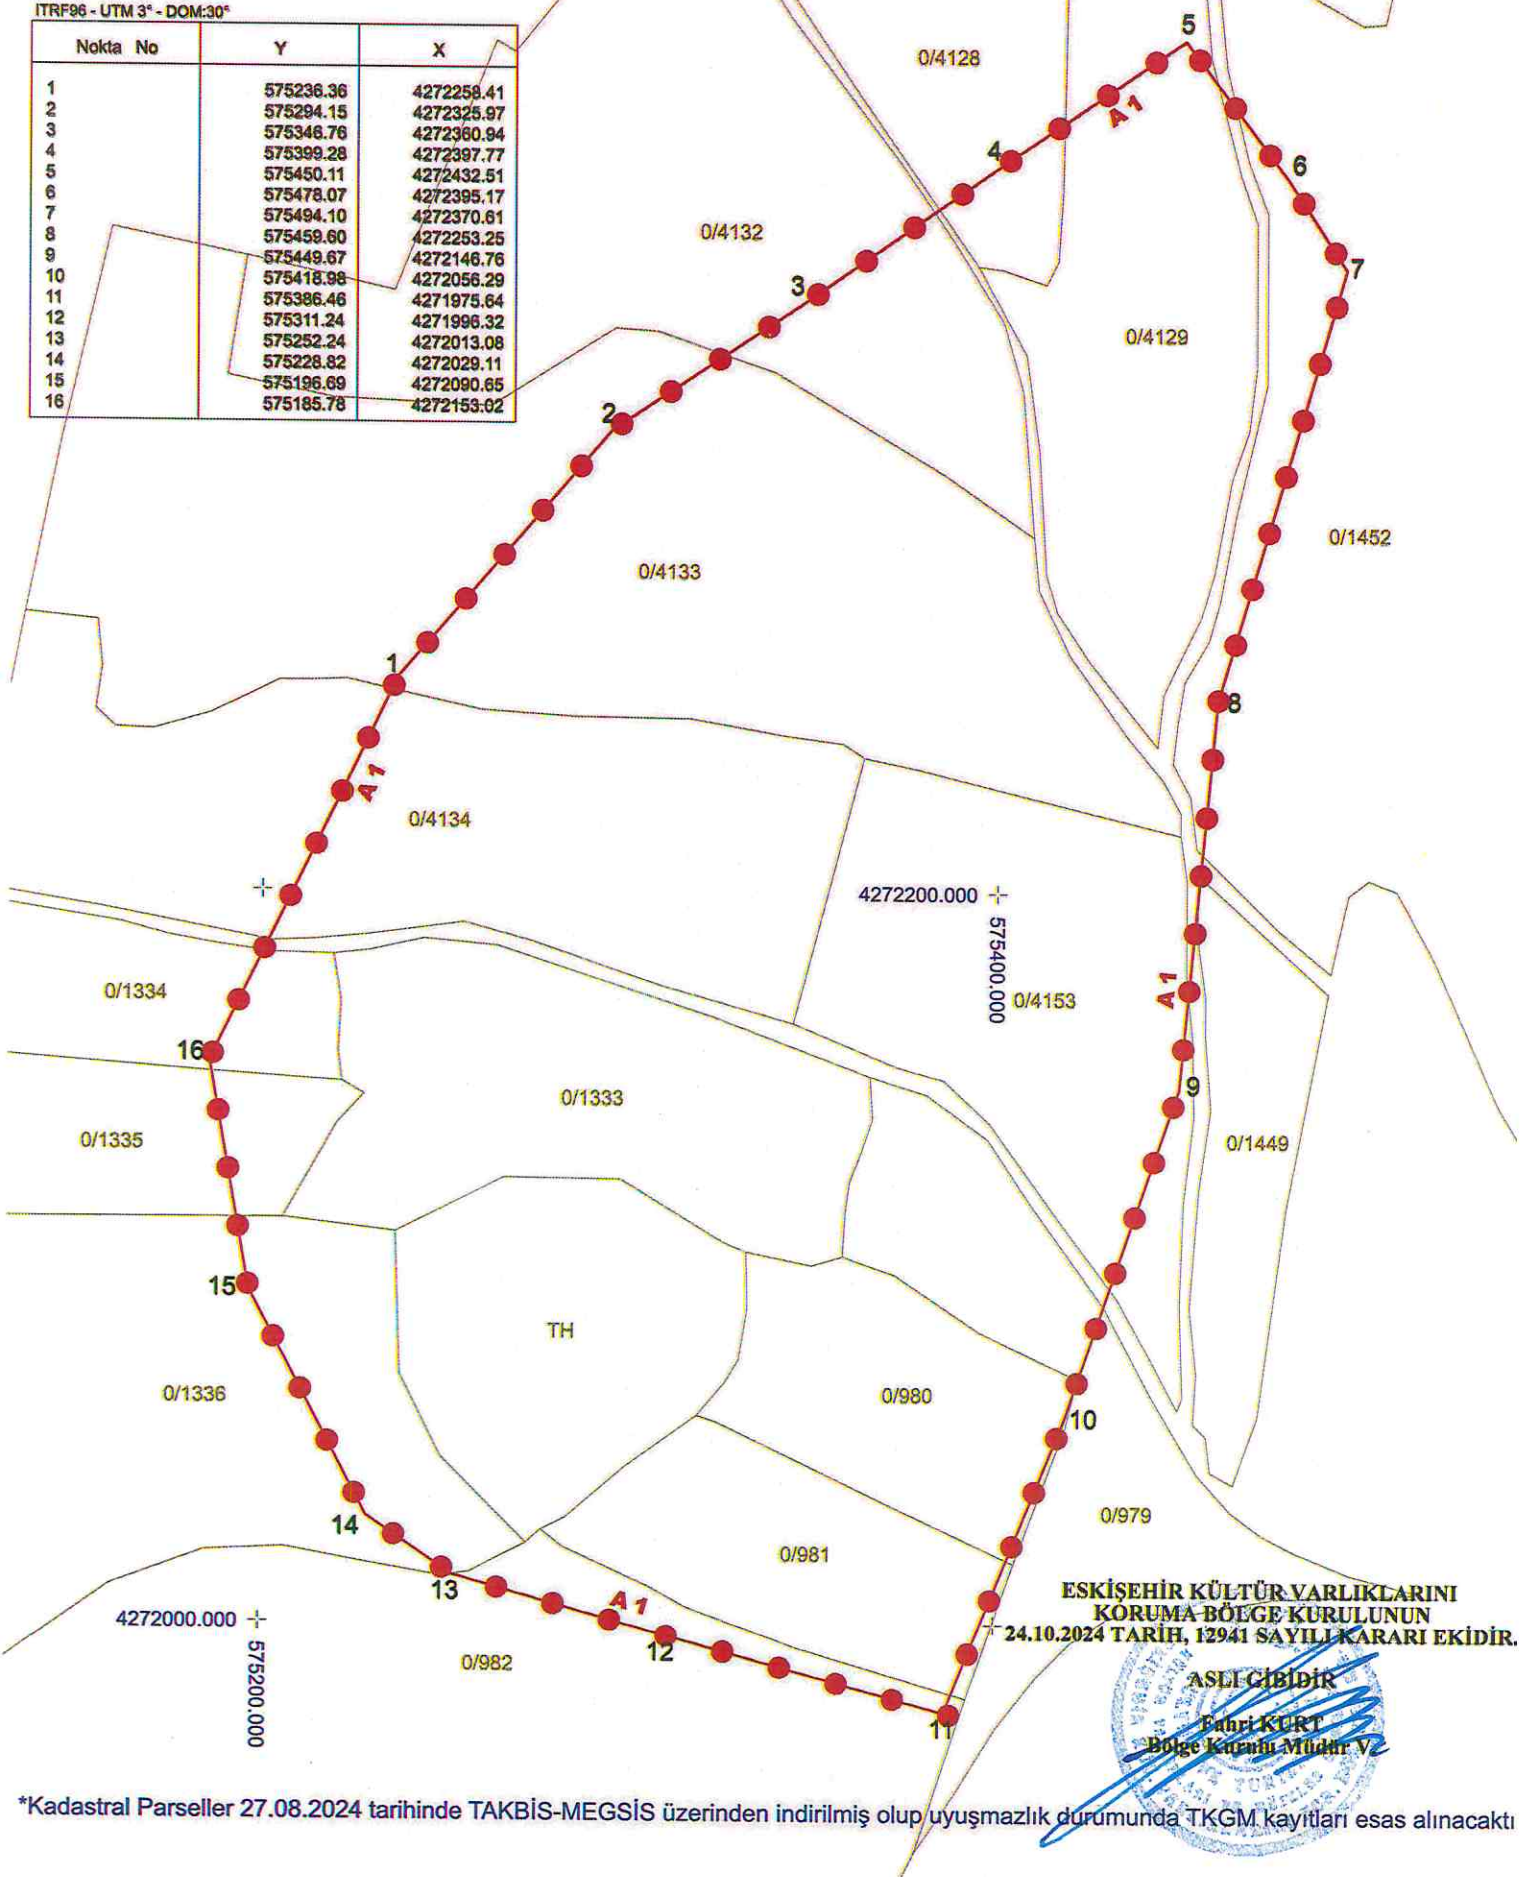 ITRF96 - UTM 3° - DOM:30°
Nokta No Y X
1 575236.36 4272258.41
2 575294.15 4272325.97
3 575346.76 4272360.94
4 575399.28 4272397.77
5 575450.11 4272432.51
6 575478.07 4272395.17
7 575494.10 4272370.61
8 575459.60 4272253.25
9 575449.67 4272146.76
10 575418.98 4272056.29
11 575386.46 4271975.64
12 575311.24 4271996.32
13 575252.24 4272013.08
14 575228.82 4272029.11
15 575196.69 4272090.65
16 575185.78 4272153.02
5
0/4128
A 1
4
6
0/4132
7
3
0/4129
2
0/1452
0/4133
1
8
A 1
0/4134
4272200.000
575400.000
0/1334
A 1
0/4153
16
9
0/1333
0/1335
0/1449
15
TH
0/1336
0/980
10
14
0/979
0/981
13
A 1
4272000.000
575200.000
12
0/982
11
ESKİŞEHİR KÜLTÜR VARLIKLARINI
KORUMA BÖLGE KURULUNUN
24.10.2024 TARİH, 12941 SAYILI KARARI EKİDİR.
ASLI GİBİDİR
Fahri KURT
Bölge Kurulu Müdür V.
*Kadastral Parseller 27.08.2024 tarihinde TAKBİS-MEGSİS üzerinden indirilmiş olup uyuşmazlık durumunda TKGM kayıtları esas alınacaktı